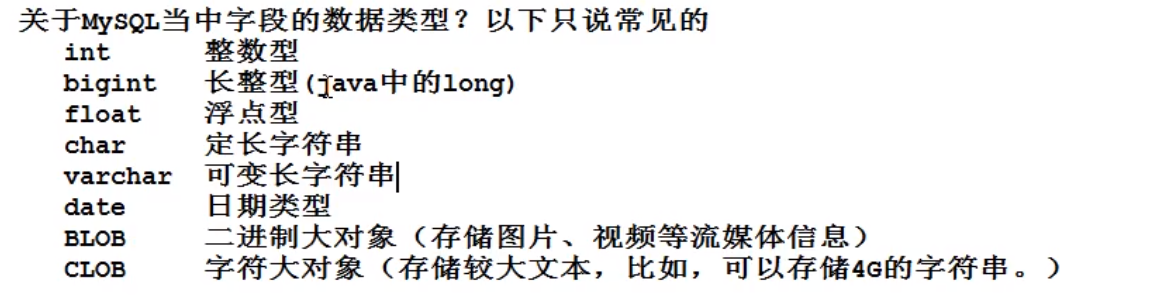 关于MySQL当中字段的数据类型？以下只说常见的
int 整数型
bigint 长整型(java中的long)
float 浮点型
char 定长字符串
varchar 可变长字符串
date 日期类型
BLOB 二进制大对象（存储图片、视频等流媒体信息）
CLOB 字符大对象（存储较大文本，比如，可以存储4G的字符串。）